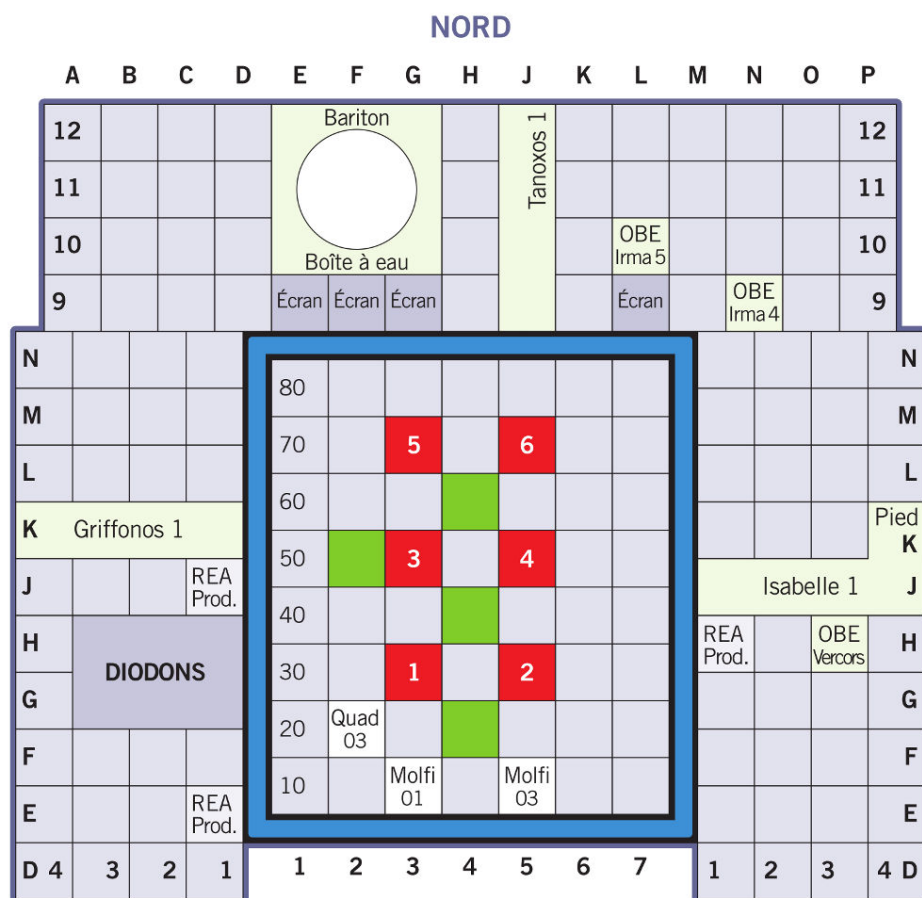 NORD
A B C D E F G H J K L M N O P
12 Bariton Tanoxos 1 12
11 11
10 OBE 10
Boîte à eau Irma 5
9 Écran Écran Écran Écran OBE 9
Irma 4
N N
80
M M
70 5 6
L L
60
K Griffonos 1 Pied
K
50 3 4
J REA Isabelle 1 J
Prod.
40
H REA OBE H
Prod. Vercors
DIODONS 30 1 2
G G
20 Quad
03
F F
10 Molfi Molfi
01 03
E REA E
Prod.
D 4 3 2 1 1 2 3 4 5 6 7 1 2 3 4 D